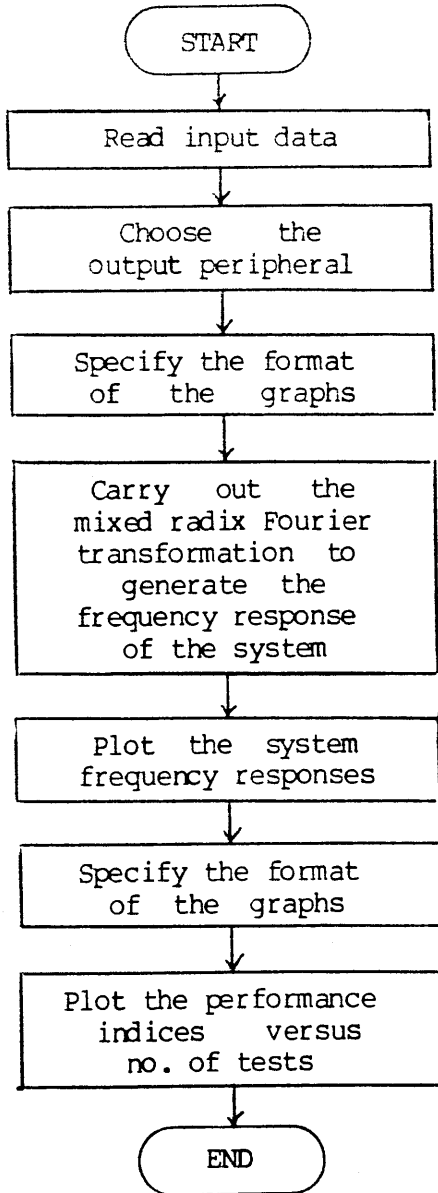 START
Read input data
Choose the
output peripheral
Specify the format
of the graphs
Carry out the
mixed radix Fourier
transformation to
generate the
frequency response
of the system
Plot the system
frequency responses
Specify the format
of the graphs
Plot the performance
indices versus
no. of tests
END